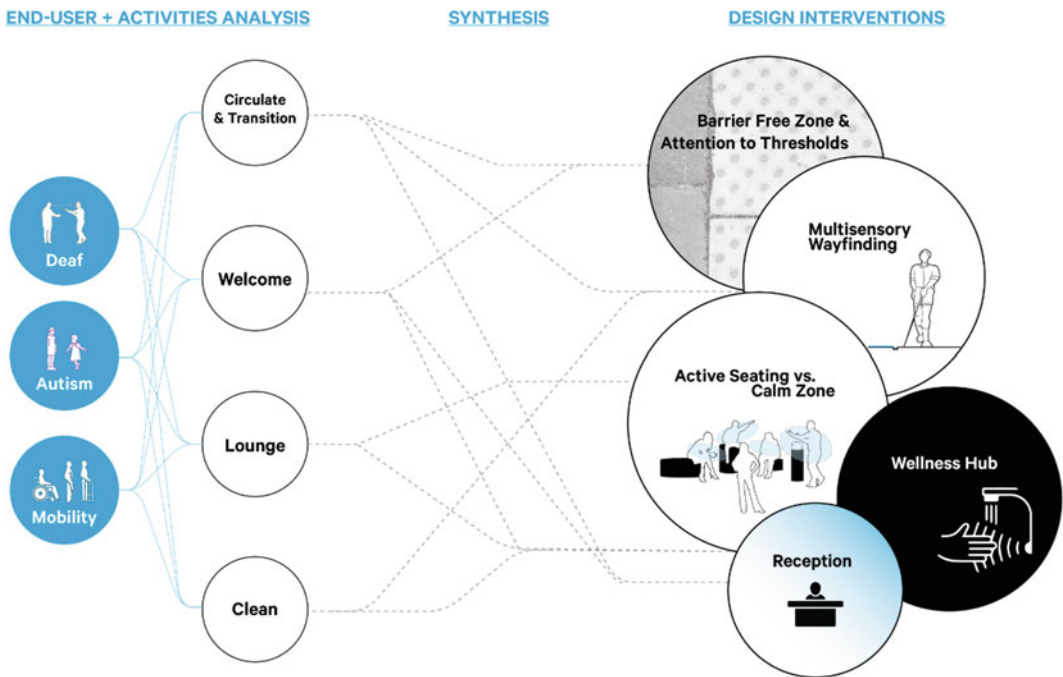 END-USER + ACTIVITIES ANALYSIS
SYNTHESIS
DESIGN INTERVENTIONS
Deaf
Autism
Mobility
Circulate
& Transition
Welcome
Lounge
Clean
Barrier Free Zone &
Attention to Thresholds
Multisensory
Wayfinding
Active Seating vs.
Calm Zone
Wellness Hub
Reception